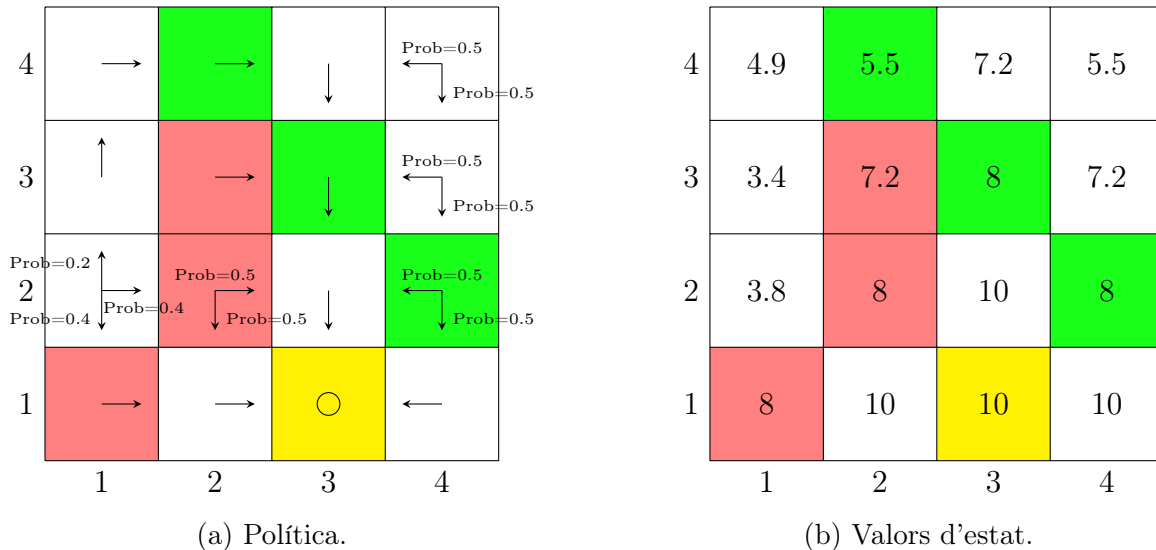 4 Prob=0.5 4 4.9 5.5 7.2 5.5
Prob=0.5
Prob=0.5
3 3 3.4 7.2 8 7.2
Prob=0.5
Prob=0.2 Prob=0.5 Prob=0.5
2 Prob=0.4 2 3.8 8 10 8
Prob=0.4 Prob=0.5 Prob=0.5
1 1 8 10 10 10
1 2 3 4 1 2 3 4
(a) Política. (b) Valors d'estat.